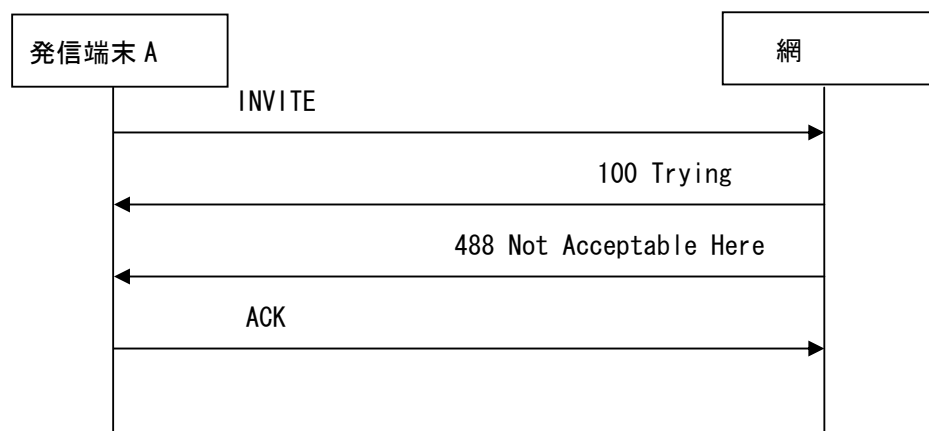 発信端末 A
網
INVITE
100 Trying
488 Not Acceptable Here
ACK